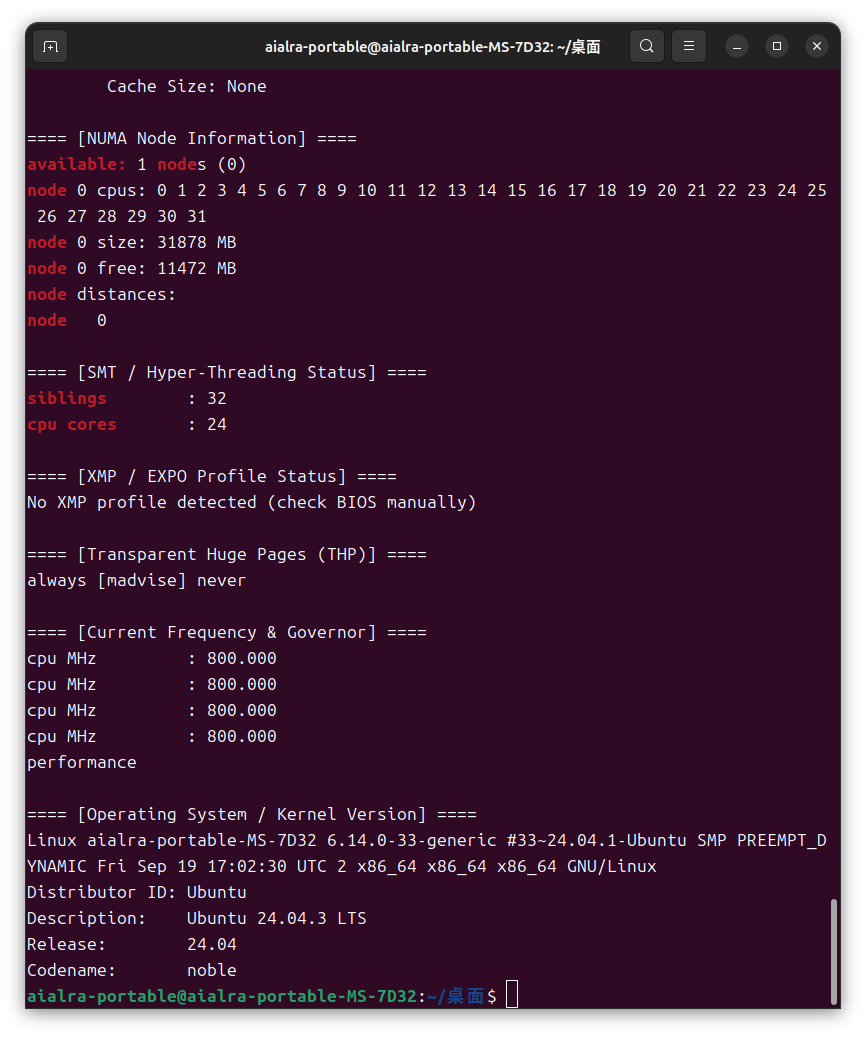 aialra-portable@aialra-portable-MS-7D32: ~/桌面
Cache Size: None
==== [NUMA Node Information] ====
available: 1 nodes (0)
node 0 cpus: 0 1 2 3 4 5 6 7 8 9 10 11 12 13 14 15 16 17 18 19 20 21 22 23 24 25
26 27 28 29 30 31
node 0 size: 31878 MB
node 0 free: 11472 MB
node distances:
node   0
==== [SMT / Hyper-Threading Status] ====
siblings        : 32
cpu cores       : 24
==== [XMP / EXPO Profile Status] ====
No XMP profile detected (check BIOS manually)
==== [Transparent Huge Pages (THP)] ====
always [madvise] never
==== [Current Frequency & Governor] ====
cpu MHz         : 800.000
cpu MHz         : 800.000
cpu MHz         : 800.000
cpu MHz         : 800.000
performance
==== [Operating System / Kernel Version] ====
Linux aialra-portable-MS-7D32 6.14.0-33-generic #33~24.04.1-Ubuntu SMP PREEMPT_D
YNAMIC Fri Sep 19 17:02:30 UTC 2 x86_64 x86_64 x86_64 GNU/Linux
Distributor ID: Ubuntu
Description:    Ubuntu 24.04.3 LTS
Release:        24.04
Codename:       noble
aialra-portable@aialra-portable-MS-7D32:~/桌面$